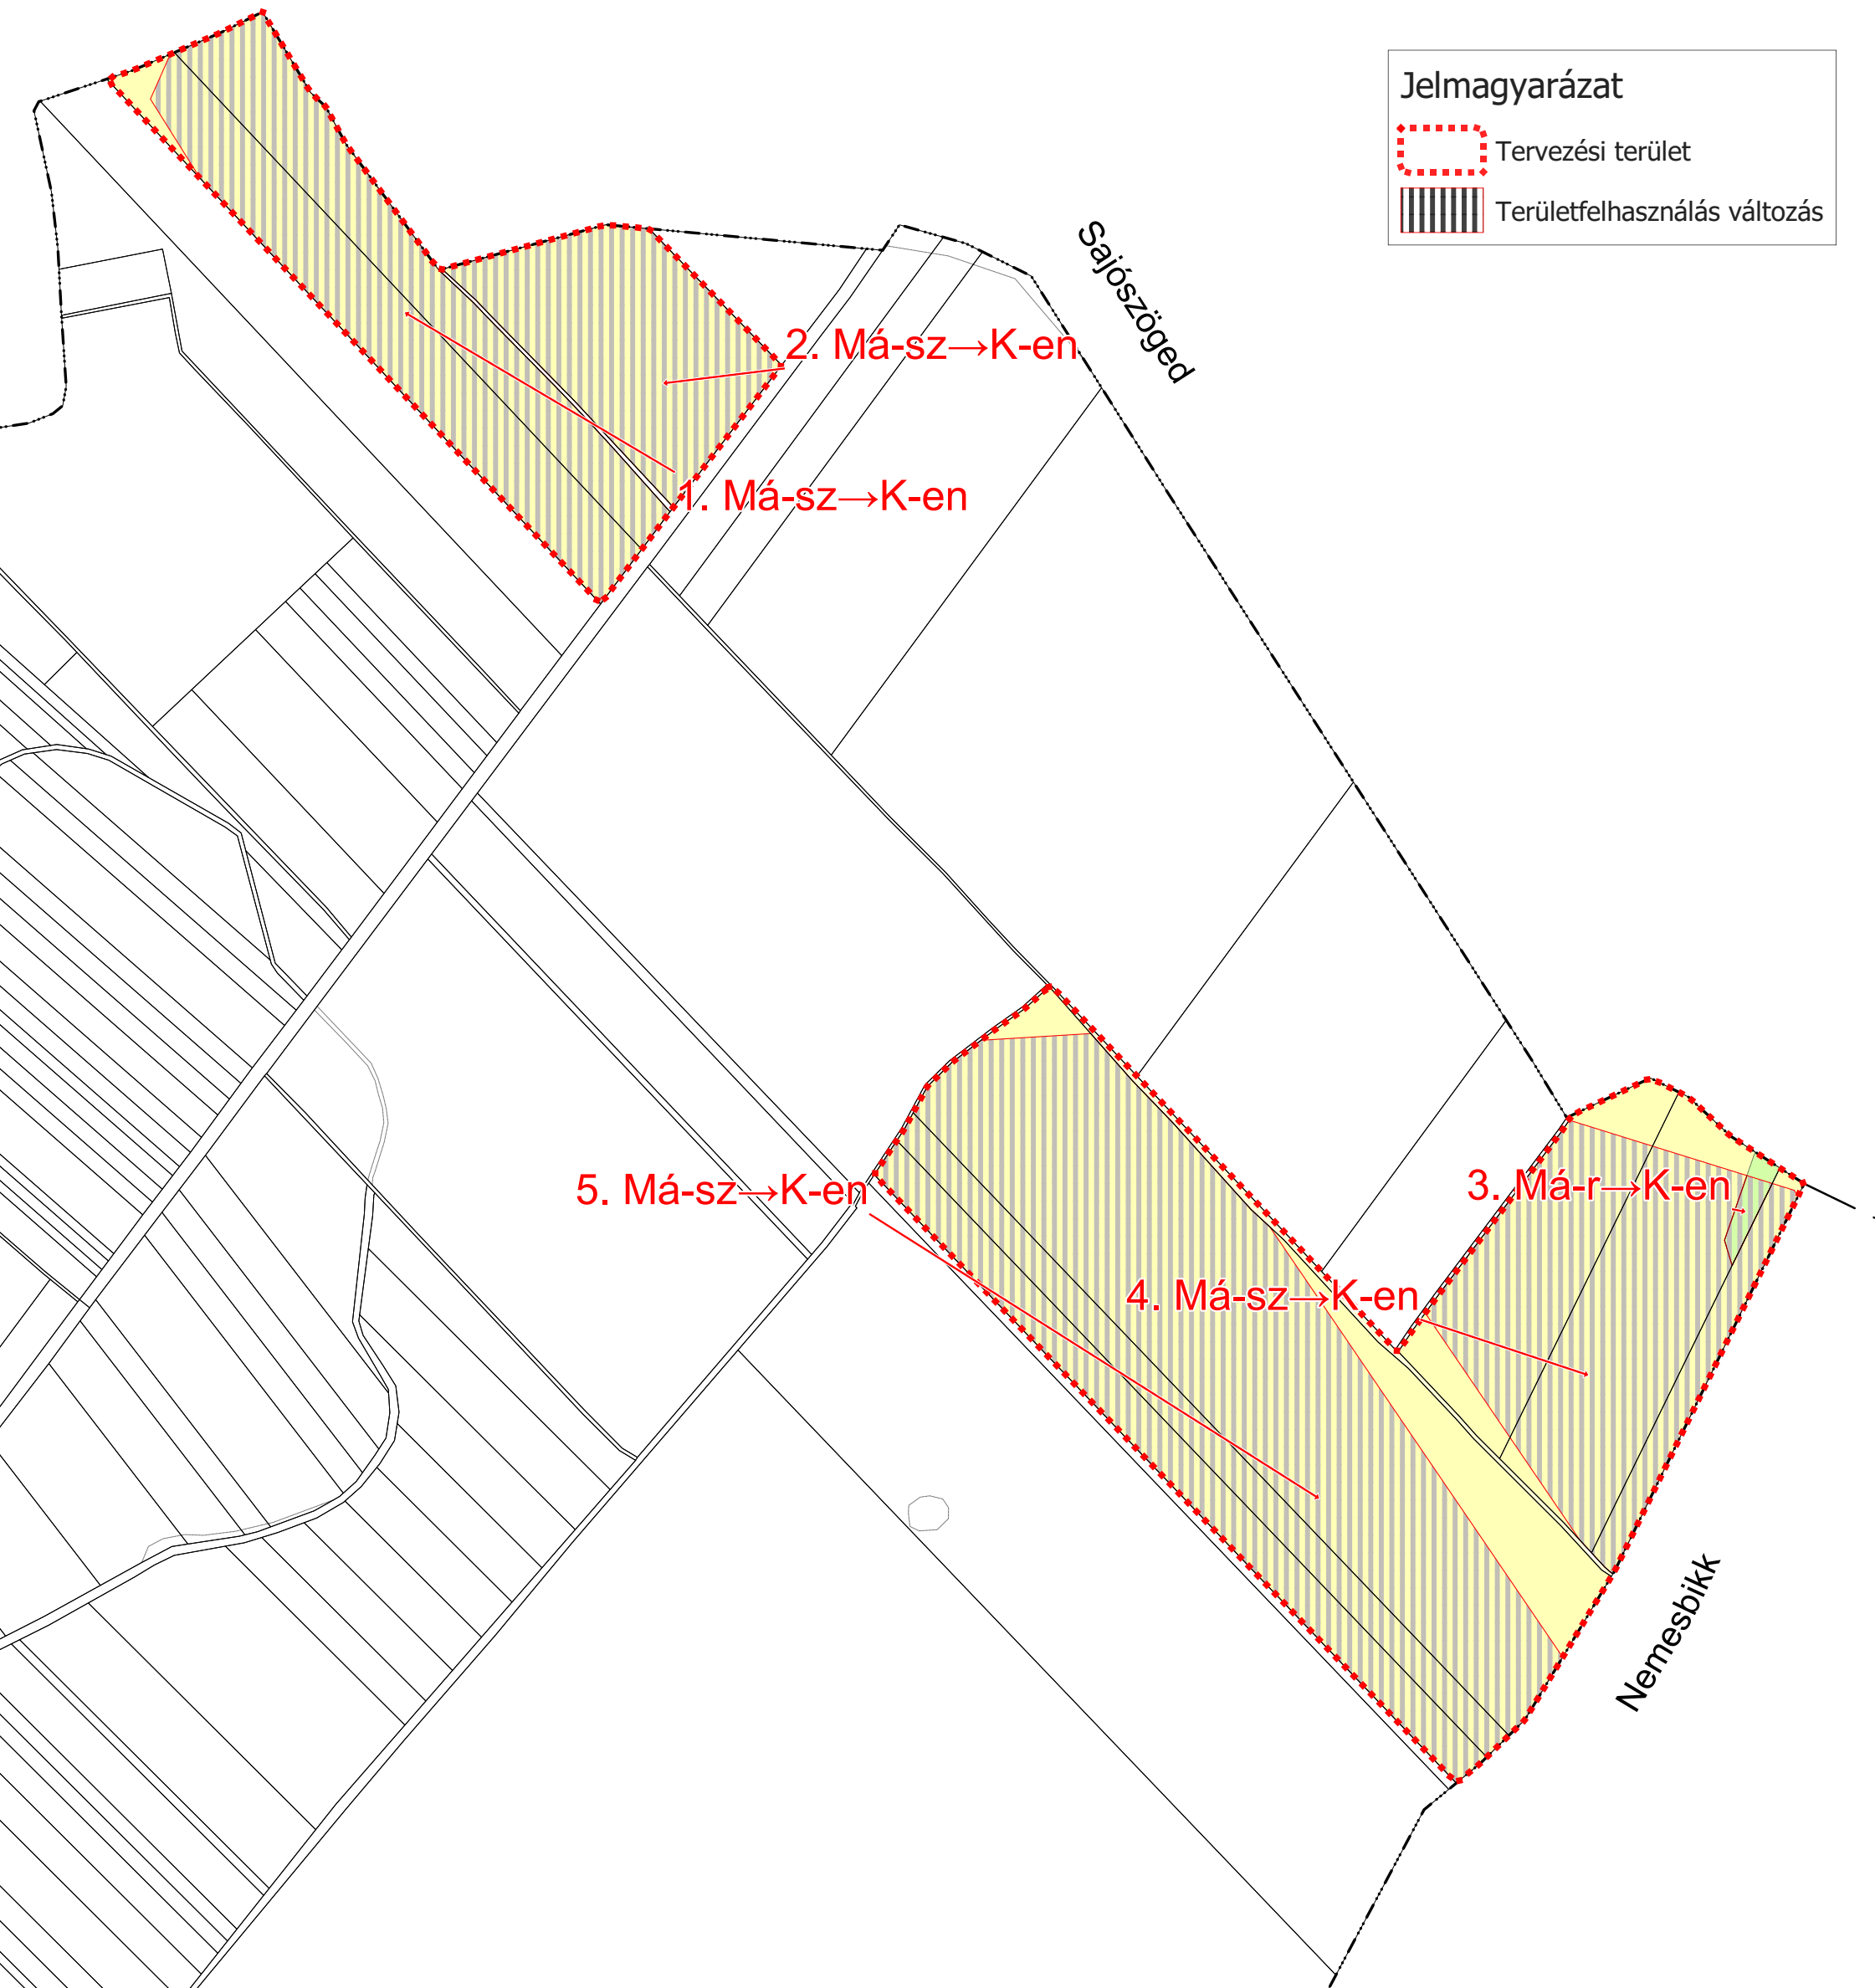 Jelmagyarázat
Tervezési terület
Területfelhasználás változás
Sajószöged
2. Má-sz→K-en
1. Má-sz→K-en
3. Má-r→K-en
5. Má-sz→K-en
4. Má-sz→K-en
Nemesbikk